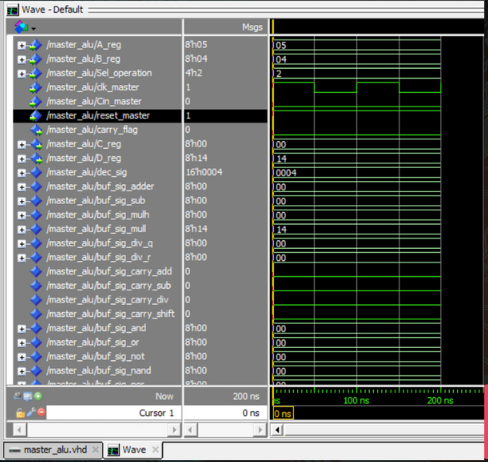 Wave - Default
Msgs
/master_alu/A_reg 8'h05 05
/master_alu/B_reg 8'h04 04
/master_alu/Sel_operation 4'h2 2
/master_alu/clk_master 1
/master_alu/Cin_master 0
/master_alu/reset_master 1
/master_alu/carry_flag 0
/master_alu/C_reg 8'h00 00
/master_alu/D_reg 8'h14 14
/master_alu/dec_sig 16'h0004 0004
/master_alu/buf_sig_adder 8'h00 00
/master_alu/buf_sig_sub 8'h00 00
/master_alu/buf_sig_mulh 8'h00 00
/master_alu/buf_sig_mull 8'h14 14
/master_alu/buf_sig_div_q 8'h00 00
/master_alu/buf_sig_div_r 8'h00 00
/master_alu/buf_sig_carry_add 0
/master_alu/buf_sig_carry_sub 0
/master_alu/buf_sig_carry_div 0
/master_alu/buf_sig_carry_shift 0
/master_alu/buf_sig_and 8'h00 00
/master_alu/buf_sig_or 8'h00 00
/master_alu/buf_sig_not 8'h00 00
/master_alu/buf_sig_nand 8'h00 00
Now 200 ns ns 100 ns 200 ns
Cursor 1 0 ns 0 ns
master_alu.vhd Wave